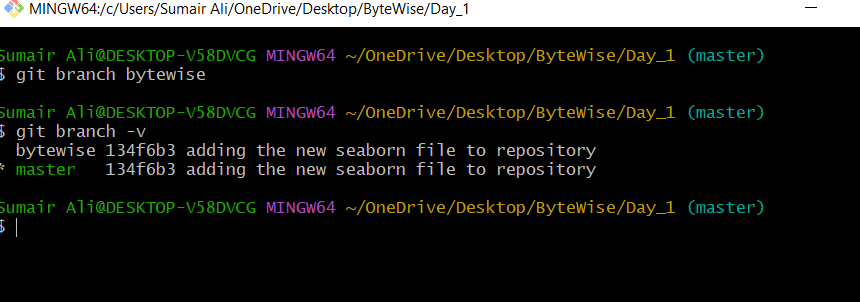 MINGW64:/c/Users/Sumair Ali/OneDrive/Desktop/ByteWise/Day_1
Sumair Ali@DESKTOP-V58DVCG MINGW64 ~/OneDrive/Desktop/ByteWise/Day_1 (master)
$ git branch bytewise
Sumair Ali@DESKTOP-V58DVCG MINGW64 ~/OneDrive/Desktop/ByteWise/Day_1 (master)
$ git branch -v
bytewise 134f6b3 adding the new seaborn file to repository
* master 134f6b3 adding the new seaborn file to repository
Sumair Ali@DESKTOP-V58DVCG MINGW64 ~/OneDrive/Desktop/ByteWise/Day_1 (master)
$